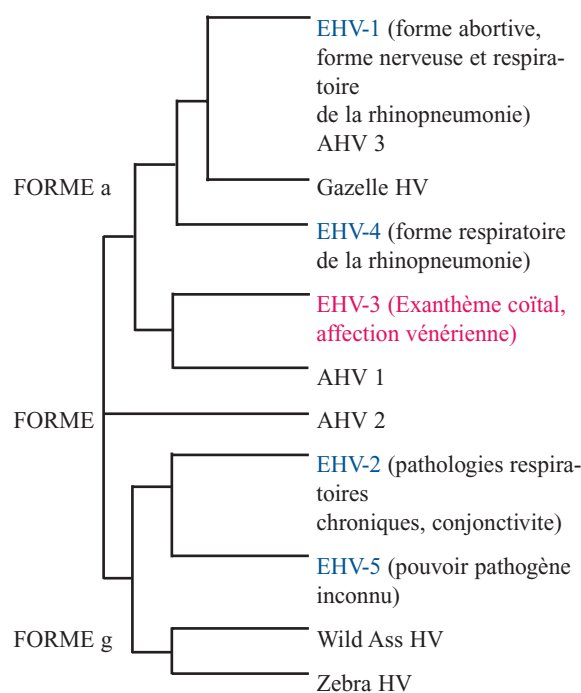 EHV-1 (forme abortive,
forme nerveuse et respira-
toire
de la rhinopneumonie)
AHV 3
FORME a
Gazelle HV
EHV-4 (forme respiratoire
de la rhinopneumonie)
EHV-3 (Exanthème coïtal,
affection vénérienne)
AHV 1
FORME
AHV 2
EHV-2 (pathologies respira-
toires
chroniques, conjonctivite)
EHV-5 (pouvoir pathogène
inconnu)
FORME g
Wild Ass HV
Zebra HV